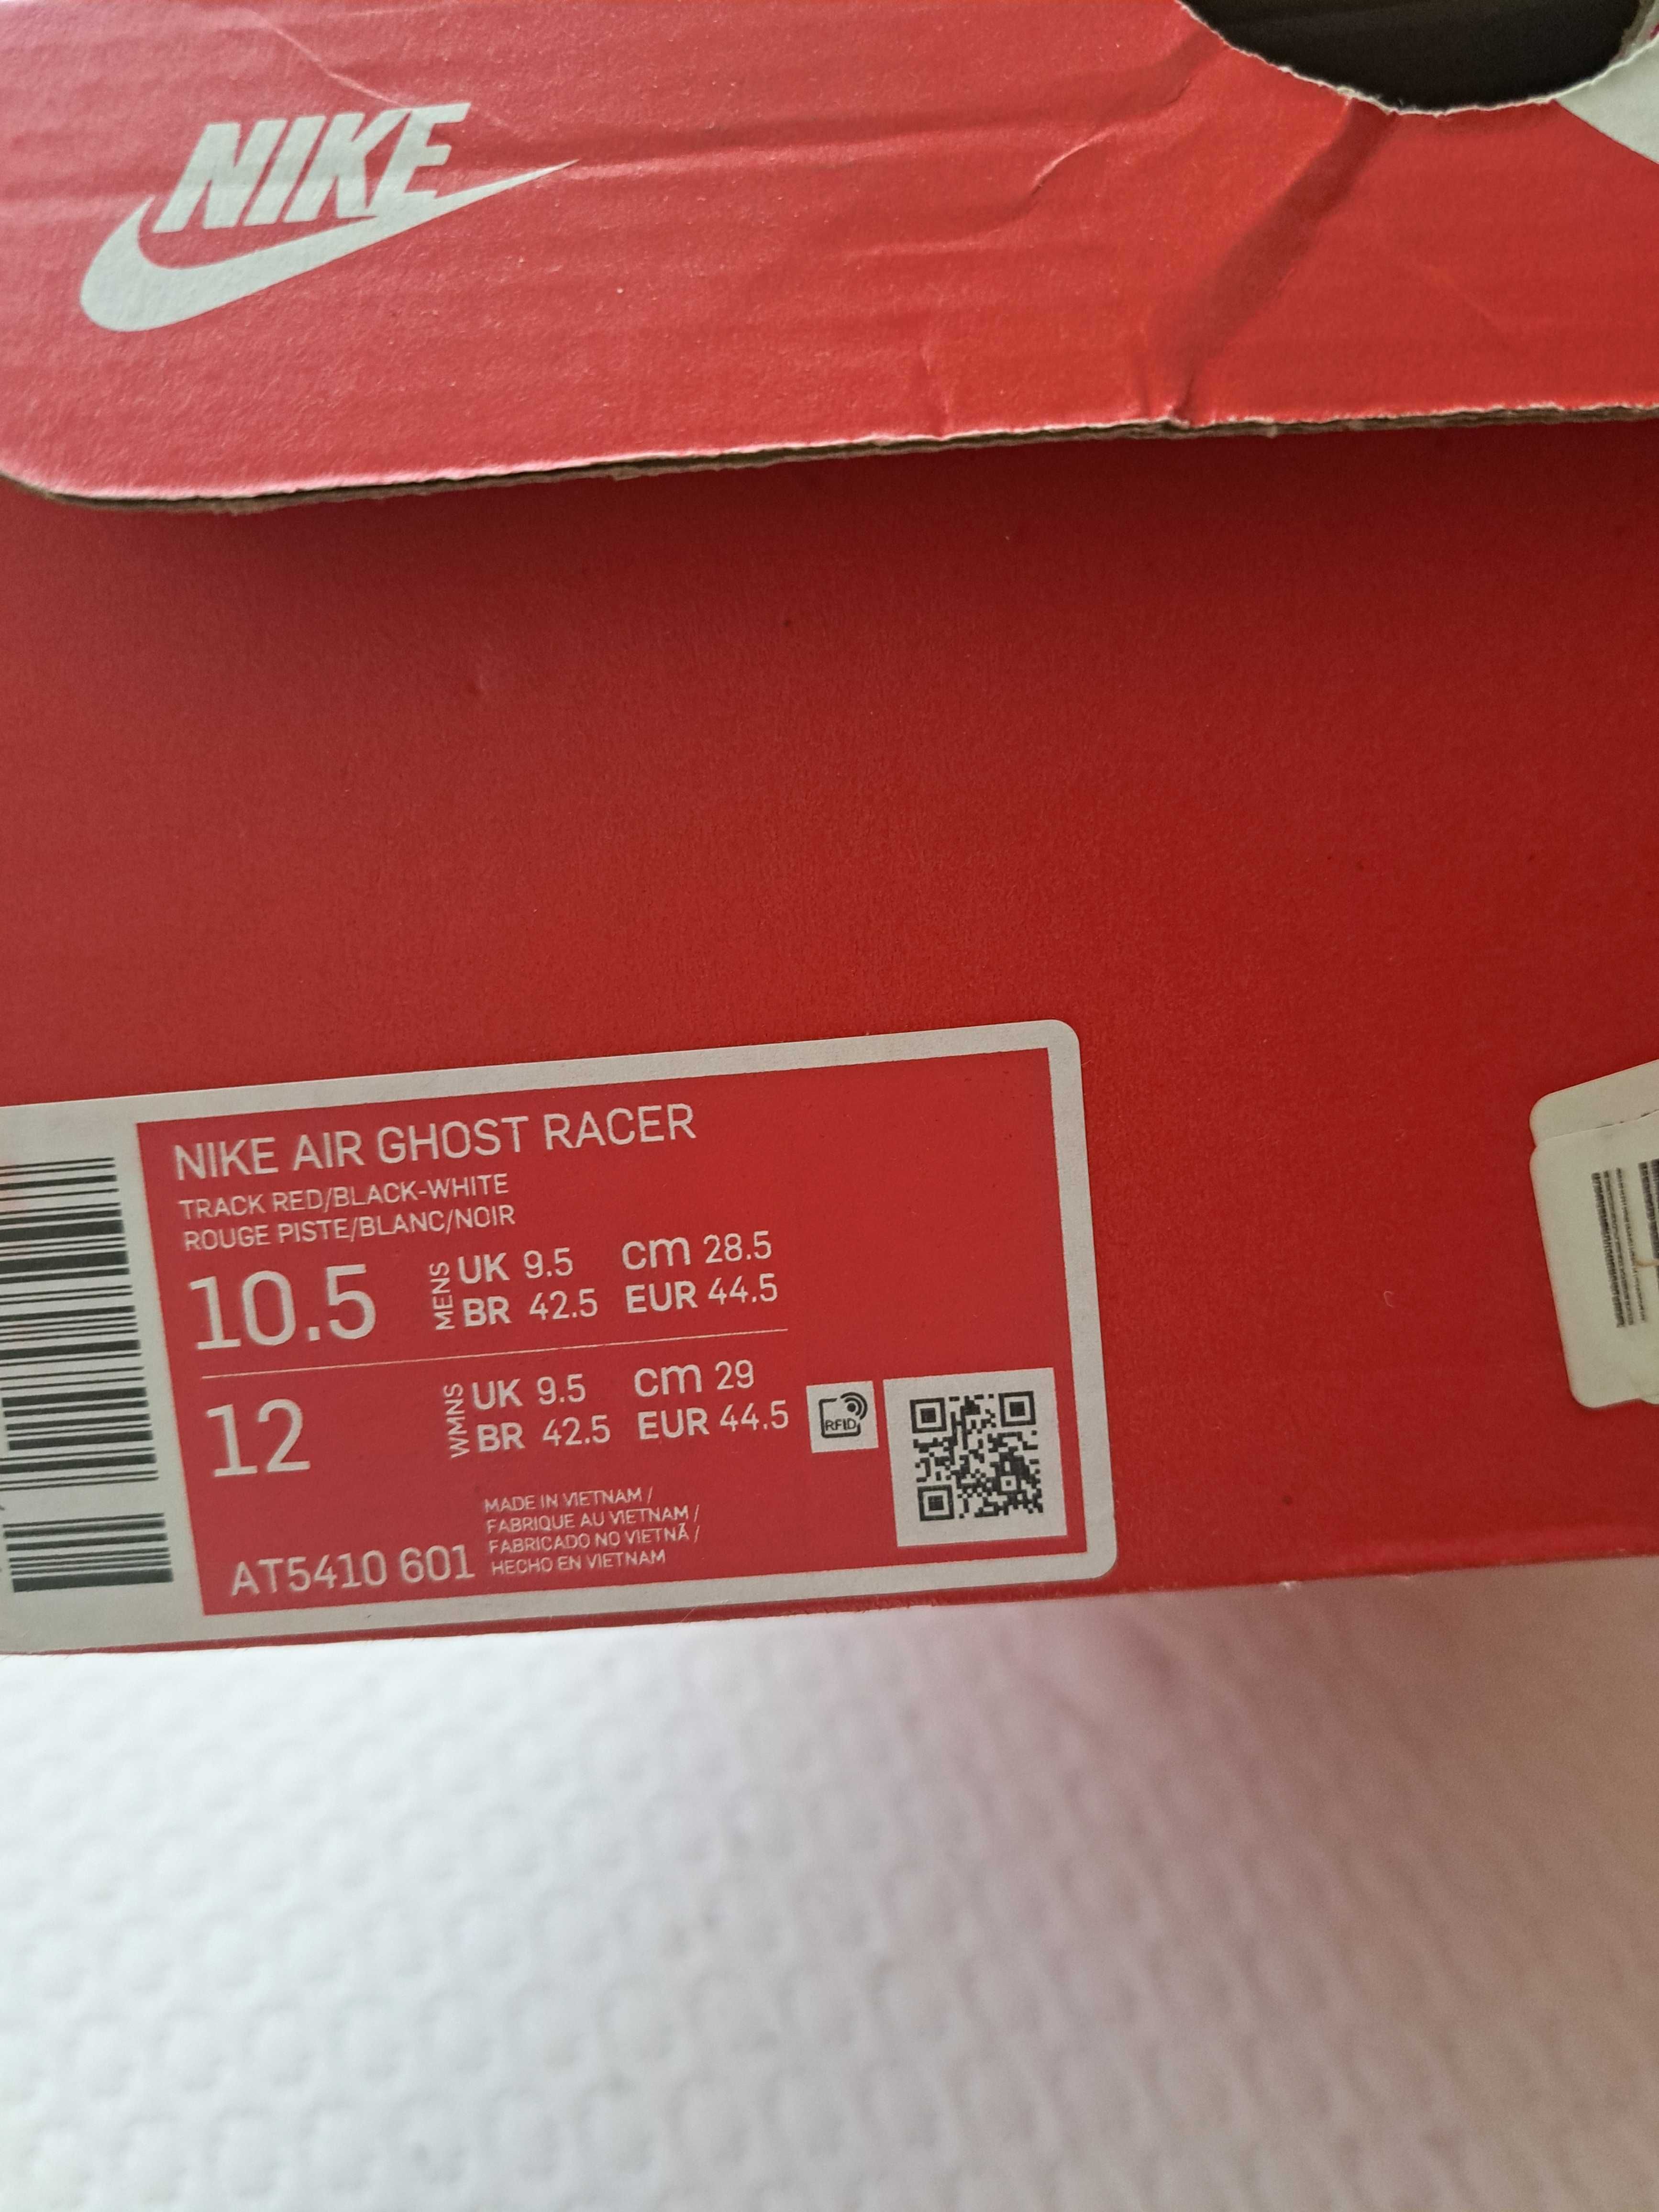 NIKE
NIKE AIR GHOST RACER
TRACK RED/BLACK-WHITE
ROUGE PISTE/BLANC/NOIR
10.5 MENS UK 9.5 cm 28.5
BR 42.5 EUR 44.5
12 WMNS UK 9.5 cm 29
BR 42.5 EUR 44.5
RFID
MADE IN VIETNAM /
FABRIQUE AU VIETNAM /
FABRICADO NO VIETNÃ /
HECHO EN VIETNAM
AT5410 601